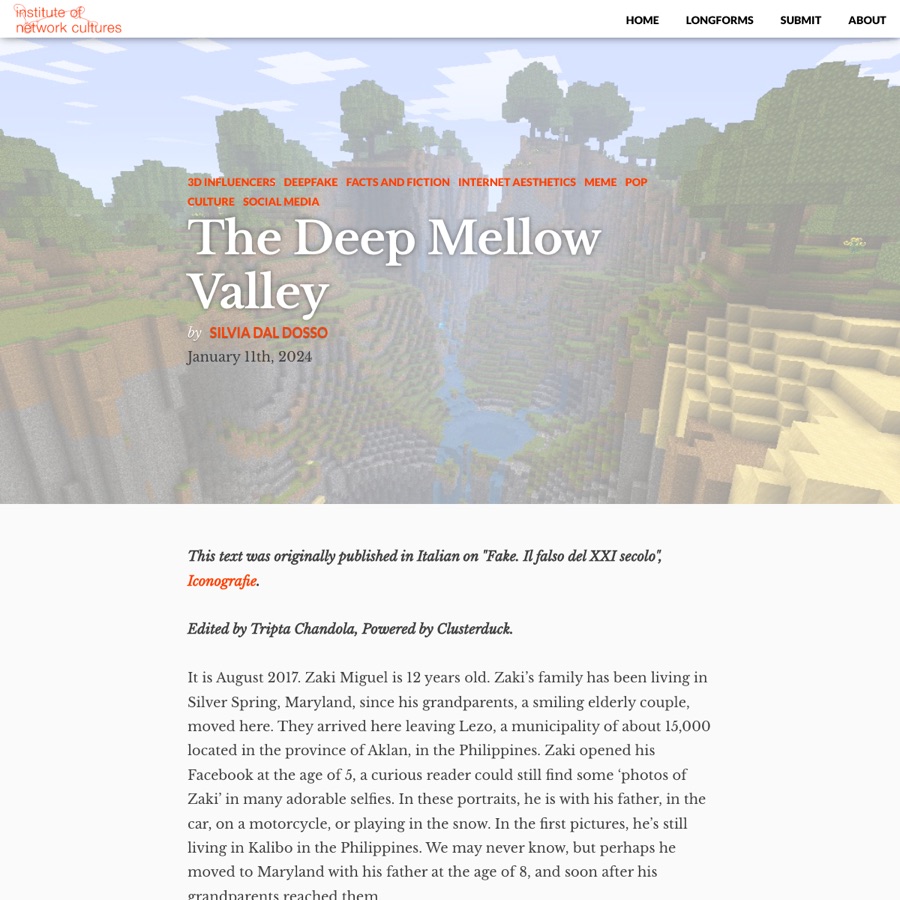 institute of
network cultures
HOME LONGFORMS SUBMIT ABOUT
3D INFLUENCERS DEEPFAKE FACTS AND FICTION INTERNET AESTHETICS MEME POP
CULTURE SOCIAL MEDIA
The Deep Mellow
Valley
by SILVIA DAL DOSSO
January 11th, 2024
This text was originally published in Italian on "Fake. Il falso del XXI secolo",
Iconografie.
Edited by Tripta Chandola, Powered by Clusterduck.
It is August 2017. Zaki Miguel is 12 years old. Zaki’s family has been living in
Silver Spring, Maryland, since his grandparents, a smiling elderly couple,
moved here. They arrived here leaving Lezo, a municipality of about 15,000
located in the province of Aklan, in the Philippines. Zaki opened his
Facebook at the age of 5, a curious reader could still find some ‘photos of
Zaki’ in many adorable selfies. In these portraits, he is with his father, in the
car, on a motorcycle, or playing in the snow. In the first pictures, he’s still
living in Kalibo in the Philippines. We may never know, but perhaps he
moved to Maryland with his father at the age of 8, and soon after his
grandparents reached them.